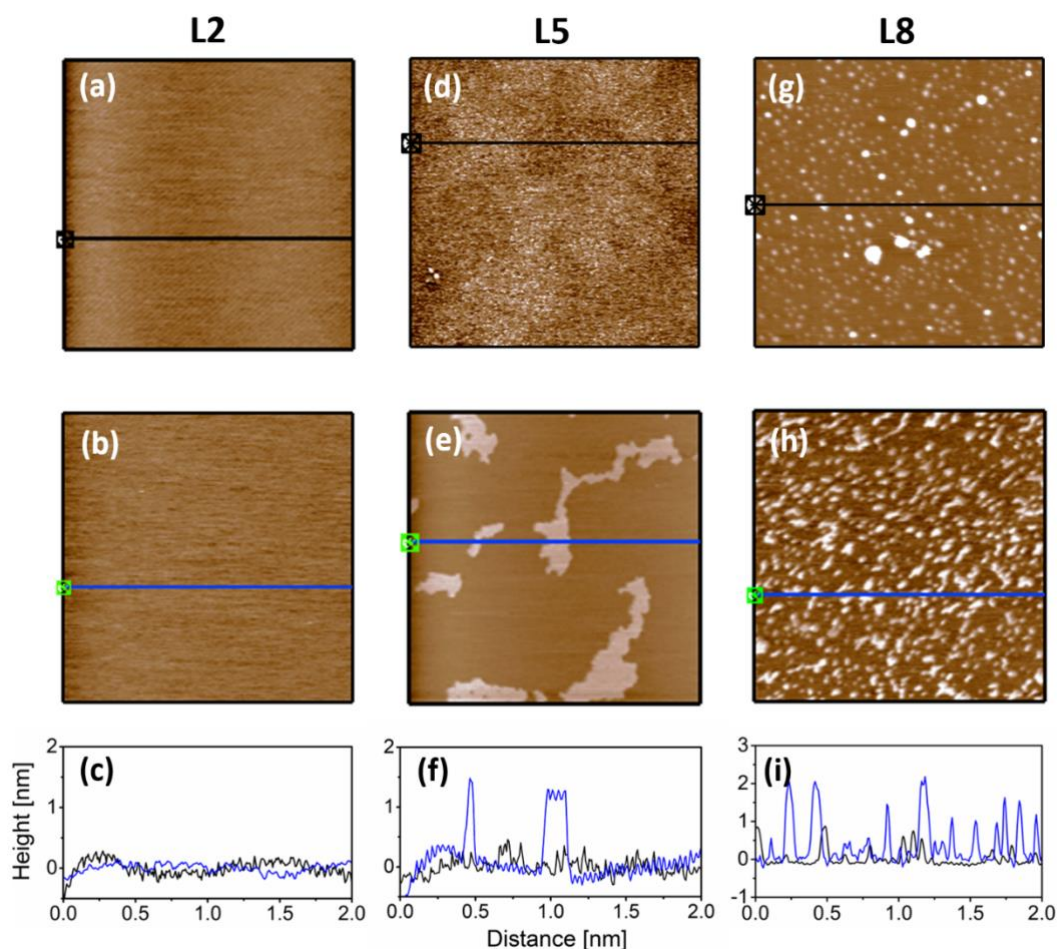 L2 L5 L8
(a) (d) (g)
(b) (e) (h)
2 2 3
(c) (f) (i)
2
1 1
1
0 0 0
-1
0.0 0.5 1.0 1.5 2.0 0.0 0.5 1.0 1.5 2.0 0.0 0.5 1.0 1.5 2.0
Height [nm]
Distance [nm]